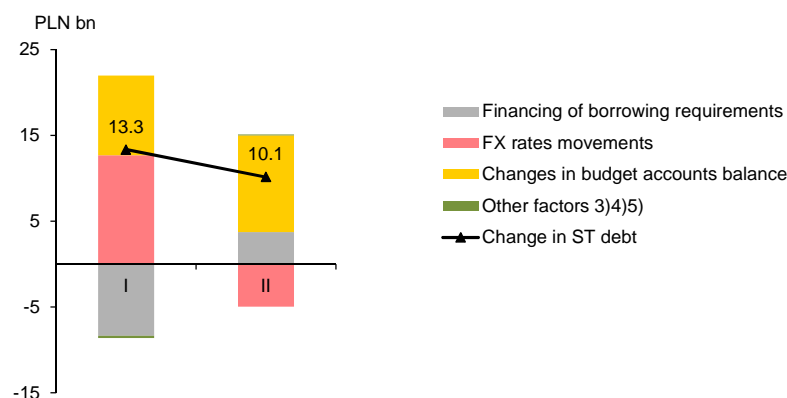 PLN bn
25
15
5
-5
-15
13.3
10.1
I
II
Financing of borrowing requirements
FX rates movements
Changes in budget accounts balance
Other factors 3)4)5)
Change in ST debt